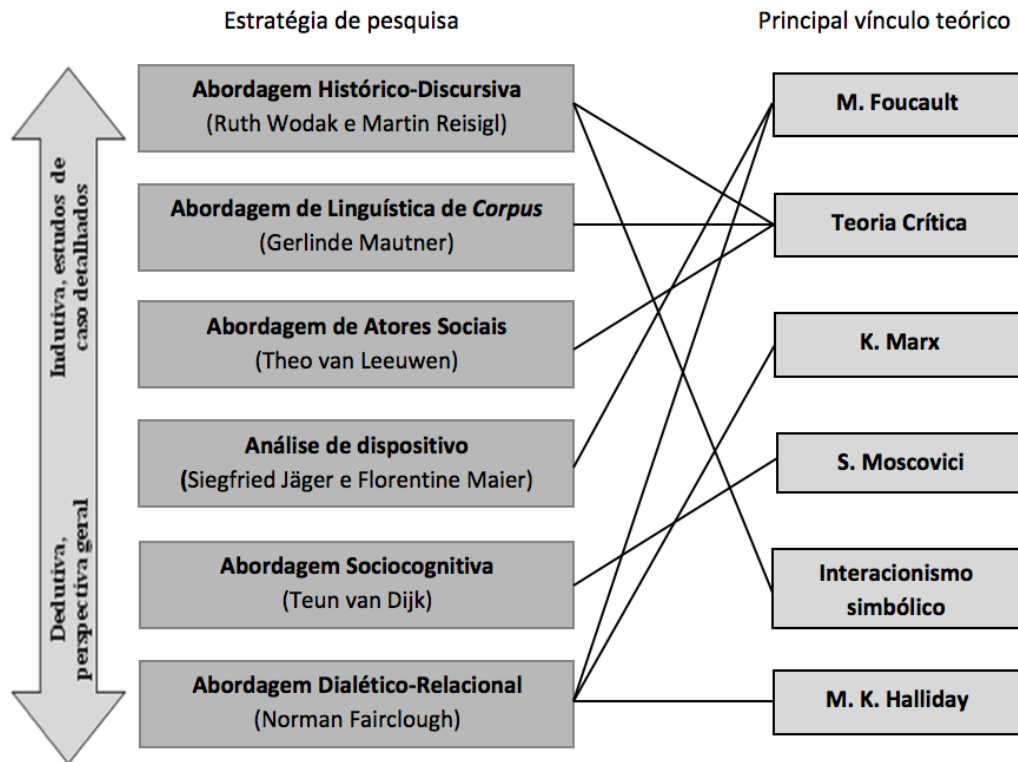 Estratégia de pesquisa
Principal vínculo teórico
Indutiva, estudos de
caso detalhados
Dedutiva,
perspectiva geral
Abordagem Histórico-Discursiva
(Ruth Wodak e Martin Reisigl)
Abordagem de Linguística de Corpus
(Gerlinde Mautner)
Abordagem de Atores Sociais
(Theo van Leeuwen)
Análise de dispositivo
(Siegfried Jäger e Florentine Maier)
Abordagem Sociocognitiva
(Teun van Dijk)
Abordagem Dialético-Relacional
(Norman Fairclough)
M. Foucault
Teoria Crítica
K. Marx
S. Moscovici
Interacionismo
simbólico
M. K. Halliday